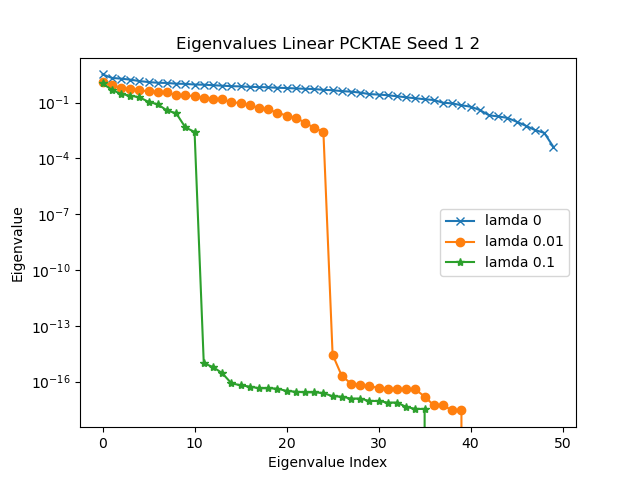 Eigenvalues Linear PCKTAE Seed 1 2
Eigenvalue
10⁻¹
10⁻⁴
10⁻⁷
10⁻¹⁰
10⁻¹³
10⁻¹⁶
lamda 0
lamda 0.01
lamda 0.1
0 10 20 30 40 50
Eigenvalue Index